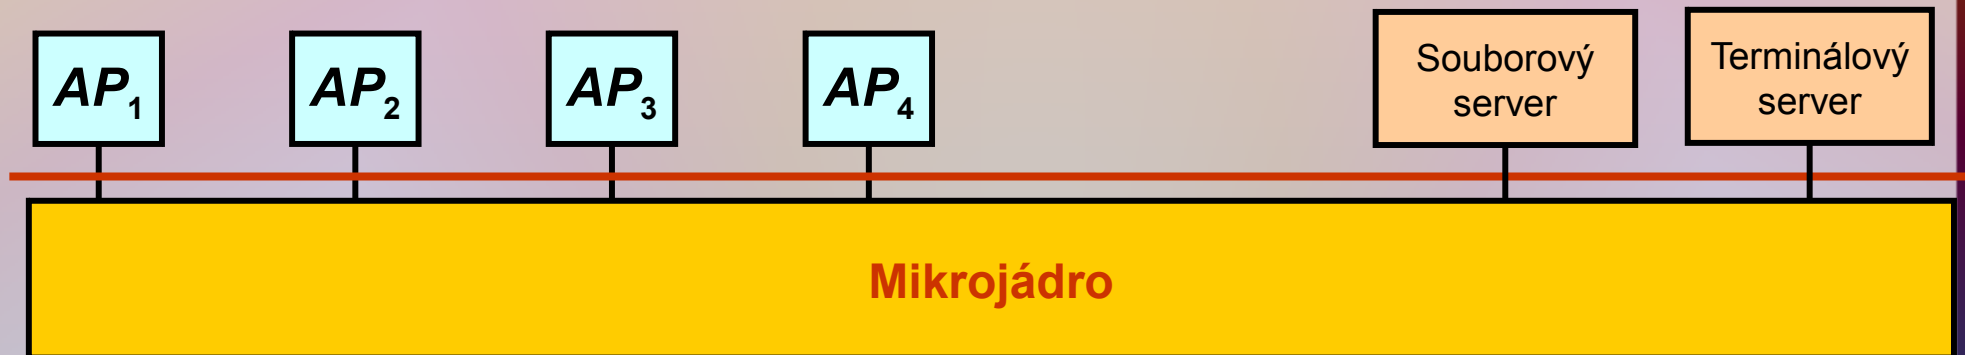 AP1
AP2
AP3
AP4
Souborový
server
Terminálový
server
Mikrojádro